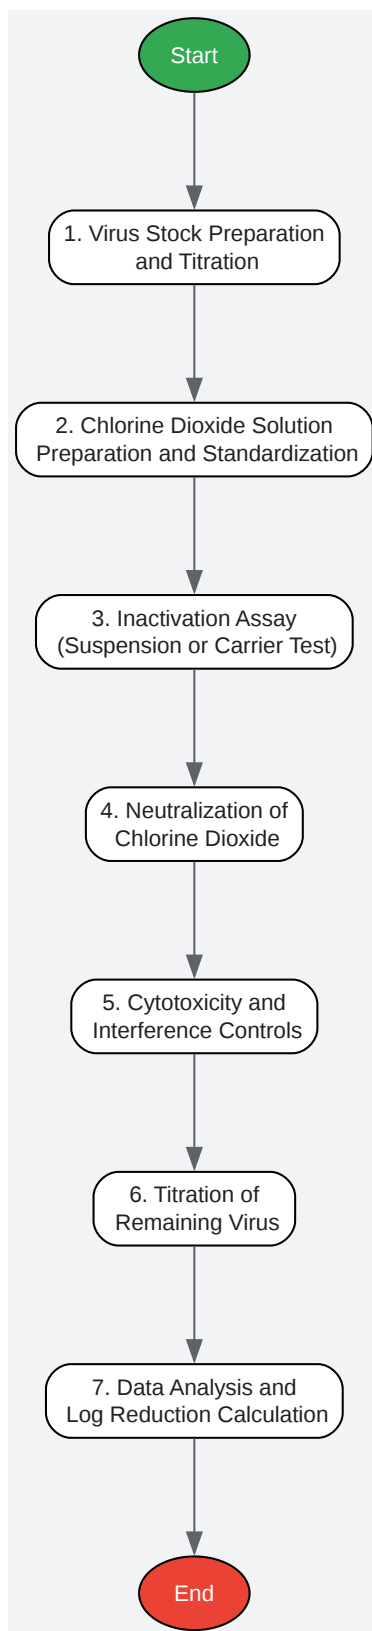 Start
1. Virus Stock Preparation
and Titration
2. Chlorine Dioxide Solution
Preparation and Standardization
3. Inactivation Assay
(Suspension or Carrier Test)
4. Neutralization of
Chlorine Dioxide
5. Cytotoxicity and
Interference Controls
6. Titration of
Remaining Virus
7. Data Analysis and
Log Reduction Calculation
End